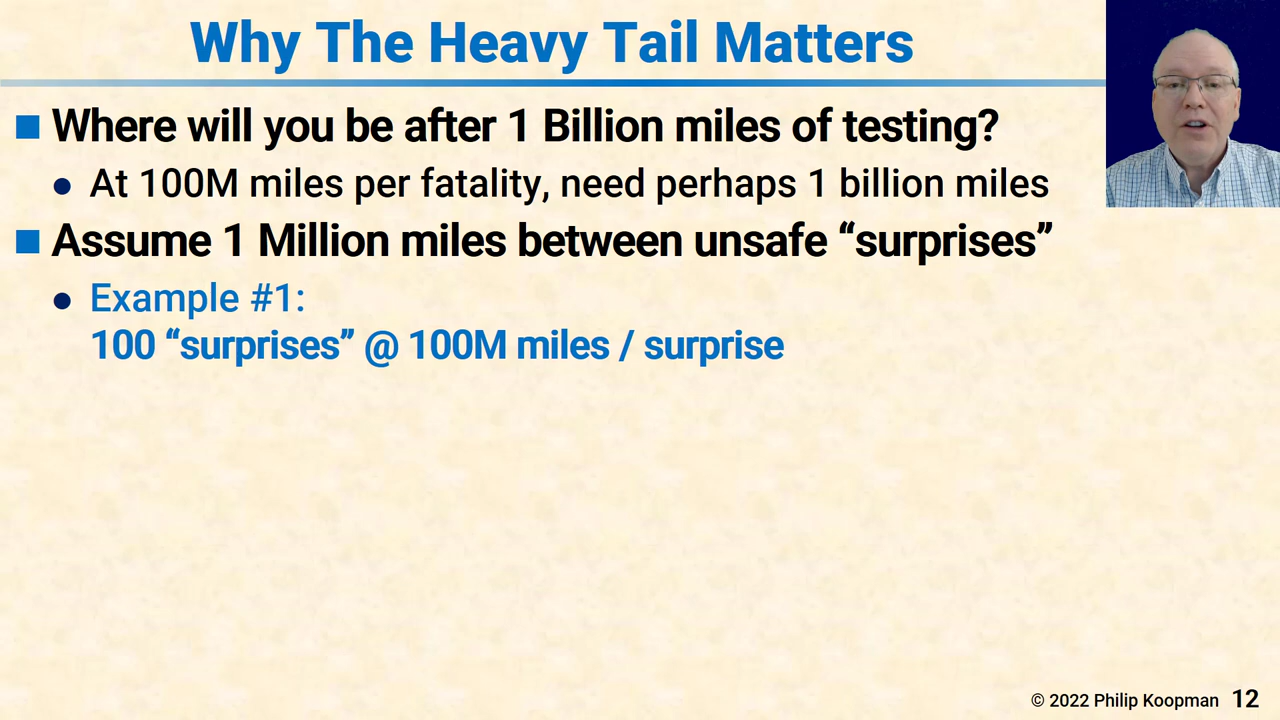 Why The Heavy Tail Matters
Where will you be after 1 Billion miles of testing?
At 100M miles per fatality, need perhaps 1 billion miles
Assume 1 Million miles between unsafe “surprises”
Example #1:
100 “surprises” @ 100M miles / surprise
© 2022 Philip Koopman 12